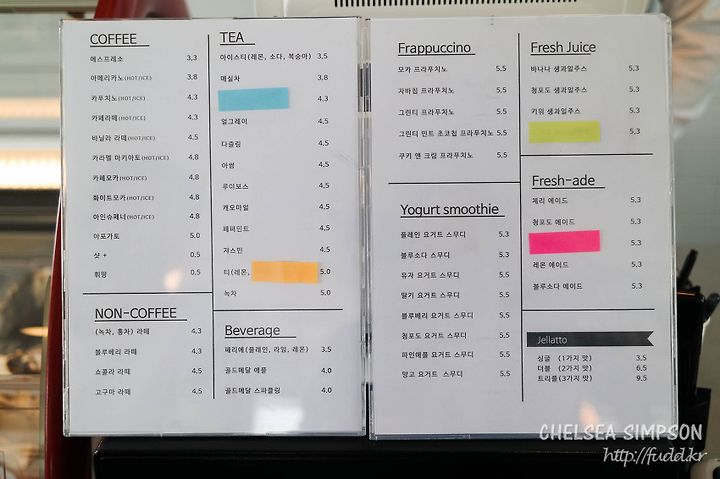 COFFEE
에스프레소 3.3
아메리카노(HOT/ICE) 3.8
카푸치노(HOT/ICE) 4.3
카페라떼(HOT/ICE) 4.3
바닐라 라떼(HOT/ICE) 4.5
카라멜 마키아토(HOT/ICE) 4.8
카페모카(HOT/ICE) 4.8
화이트모카(HOT/ICE) 4.8
아인슈페너(HOT/ICE) 4.8
아포가토 5.0
샷 + 0.5
휘핑 0.5
NON-COFFEE
(녹차, 홍차) 라떼 4.3
블루베리 라떼 4.3
쇼콜라 라떼 4.5
고구마 라떼 4.5
TEA
아이스티(레몬, 소다, 복숭아) 3.5
매실차 3.8
4.3
얼그레이 4.5
다즐링 4.5
아쌈 4.5
루이보스 4.5
캐모마일 4.5
페퍼민트 4.5
쟈스민 4.5
티(레몬, 5.0
녹차 5.0
Beverage
페리에(플레인, 라임, 레몬) 3.5
골드메달 애플 4.0
골드메달 스파클링 4.0
Frappuccino
모카 프라푸치노 5.5
자바칩 프라푸치노 5.5
그린티 프라푸치노 5.5
그린티 민트 초코칩 프라푸치노 5.5
쿠키 앤 크림 프라푸치노 5.5
Yogurt smoothie
플레인 요거트 스무디 5.3
블루소다 스무디 5.3
유자 요거트 스무디 5.5
딸기 요거트 스무디 5.5
블루베리 요거트 스무디 5.5
청포도 요거트 스무디 5.5
파인애플 요거트 스무디 5.5
망고 요거트 스무디 5.5
Fresh Juice
바나나 생과일주스 5.3
청포도 생과일주스 5.3
키위 생과일주스 5.3
5.3
Fresh-ade
체리 에이드 5.3
청포도 에이드 5.3
5.3
레몬 에이드 5.3
블루소다 에이드 5.3
Jellatto
싱글 (1가지 맛) 3.5
더블 (2가지 맛) 6.5
트리플(3가지 맛) 9.5
CHELSEA SIMPSON
http://fudd.kr